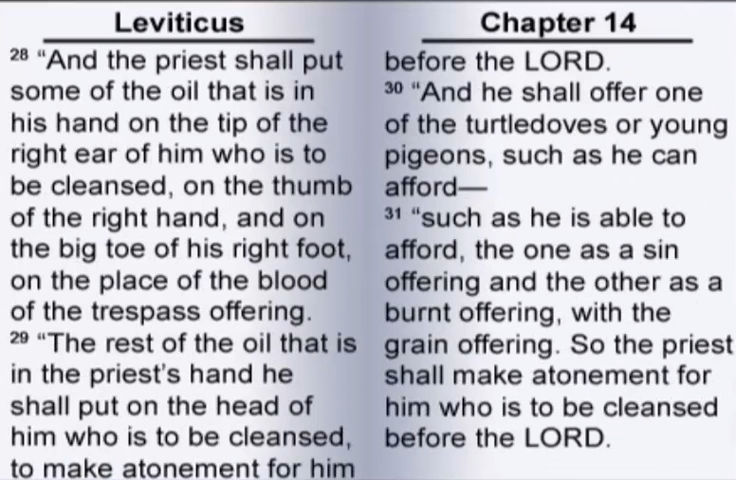 Leviticus
28 “And the priest shall put
some of the oil that is in
his hand on the tip of the
right ear of him who is to
be cleansed, on the thumb
of the right hand, and on
the big toe of his right foot,
on the place of the blood
of the trespass offering.
29 “The rest of the oil that is
in the priest's hand he
shall put on the head of
him who is to be cleansed,
to make atonement for him
Chapter 14
before the LORD.
30 “And he shall offer one
of the turtledoves or young
pigeons, such as he can
afford—
31 “such as he is able to
afford, the one as a sin
offering and the other as a
burnt offering, with the
grain offering. So the priest
shall make atonement for
him who is to be cleansed
before the LORD.